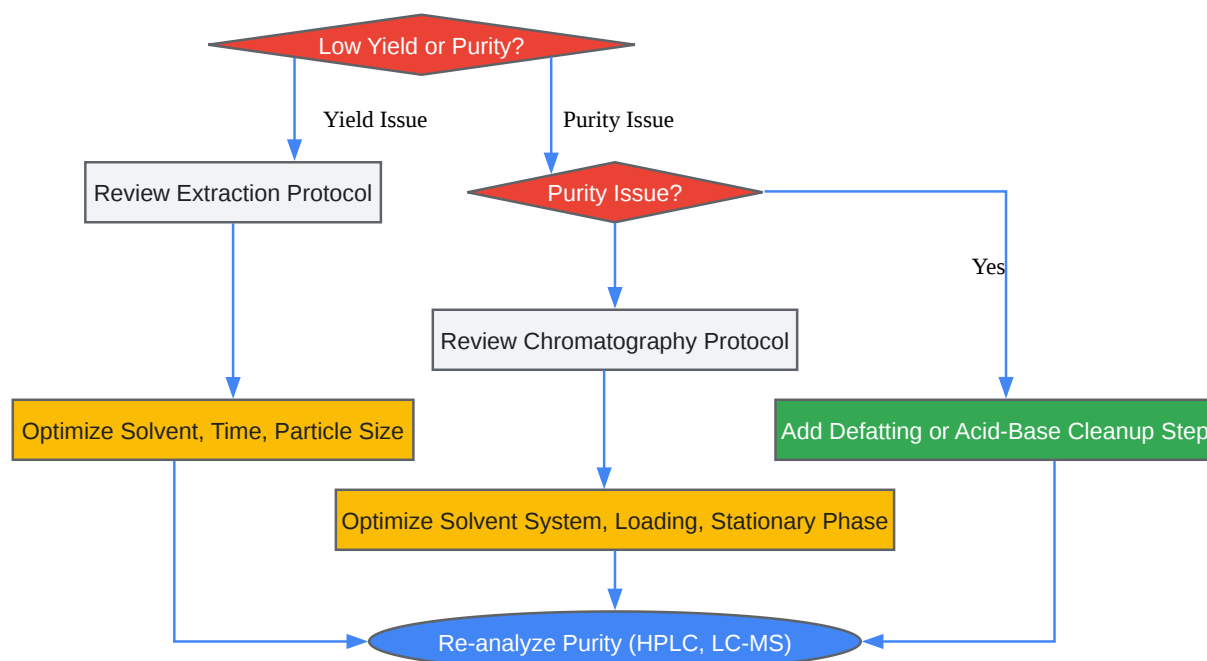 Low Yield or Purity?
Yield Issue
Purity Issue
Review Extraction Protocol
Purity Issue?
Yes
Review Chromatography Protocol
Optimize Solvent, Time, Particle Size
Add Defatting or Acid-Base Cleanup Step
Optimize Solvent System, Loading, Stationary Phase
Re-analyze Purity (HPLC, LC-MS)